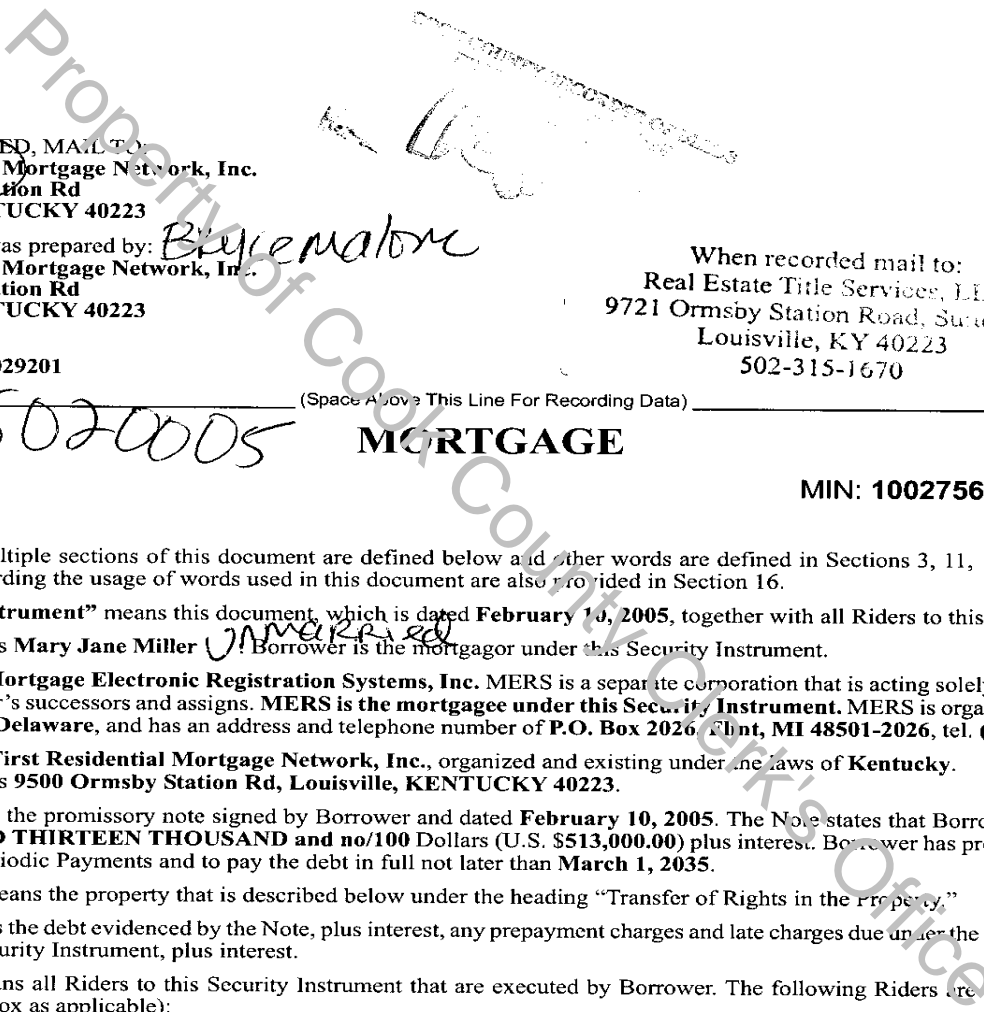 ED, MAIL TO:
Mortgage Network, Inc.
tion Rd
TUCKY 40223
as prepared by: Bryce Malone
Mortgage Network, Inc.
tion Rd
TUCKY 40223
When recorded mail to:
Real Estate Title Services, LL
9721 Ormsby Station Road, Suite
Louisville, KY 40223
502-315-1670
29201
5020005
(Space Above This Line For Recording Data)
MORTGAGE
MIN: 1002756
ltiple sections of this document are defined below and other words are defined in Sections 3, 11,
rding the usage of words used in this document are also provided in Section 16.
trument” means this document, which is dated February 10, 2005, together with all Riders to this
s Mary Jane Miller Unmarried. Borrower is the mortgagor under this Security Instrument.
Mortgage Electronic Registration Systems, Inc. MERS is a separate corporation that is acting solel
r’s successors and assigns. MERS is the mortgagee under this Security Instrument. MERS is orga
Delaware, and has an address and telephone number of P.O. Box 2026, Flint, MI 48501-2026, tel. (
First Residential Mortgage Network, Inc., organized and existing under the laws of Kentucky.
s 9500 Ormsby Station Rd, Louisville, KENTUCKY 40223.
the promissory note signed by Borrower and dated February 10, 2005. The Note states that Borro
D THIRTEEN THOUSAND and no/100 Dollars (U.S. $513,000.00) plus interest. Borrower has pr
riodic Payments and to pay the debt in full not later than March 1, 2035.
eans the property that is described below under the heading “Transfer of Rights in the Property.”
s the debt evidenced by the Note, plus interest, any prepayment charges and late charges due under the
urity Instrument, plus interest.
ns all Riders to this Security Instrument that are executed by Borrower. The following Riders are
ox as applicable):
Property of Cook County Clerk's Office